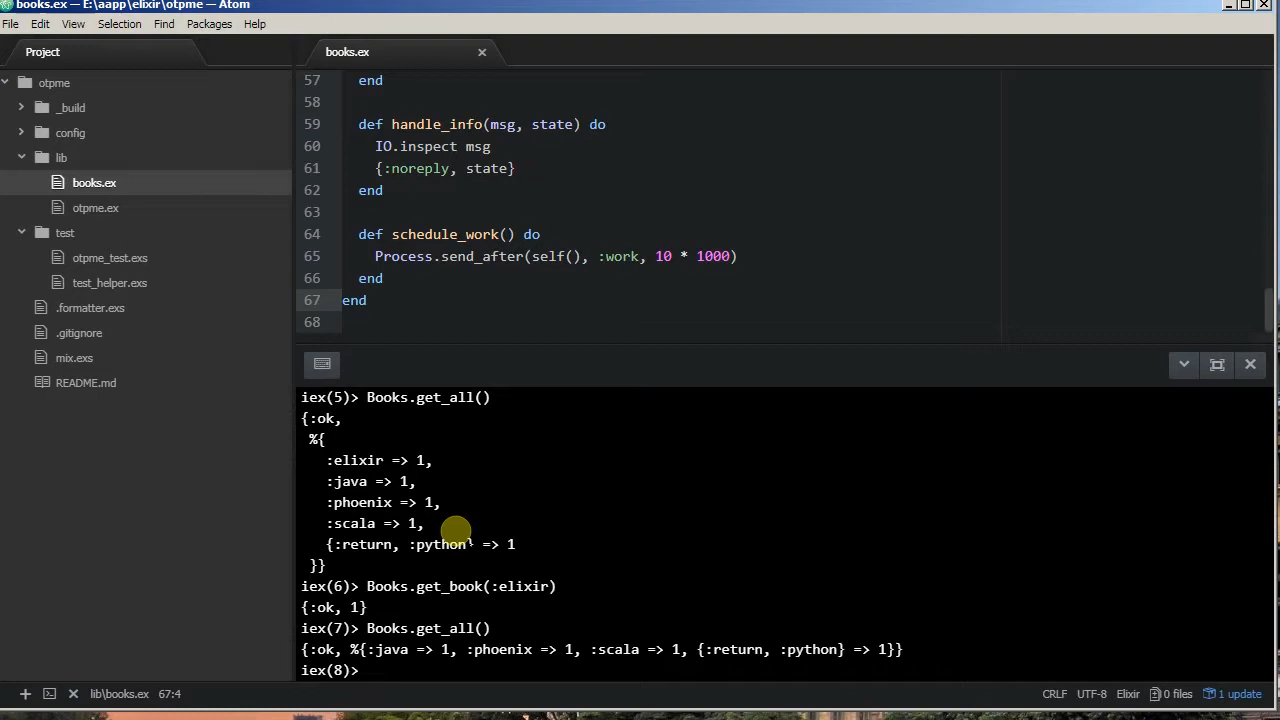 books.ex — E:\aapp\elixir\otpme — Atom
File Edit View Selection Find Packages Help
Project
books.ex
otpme
_build
config
lib
books.ex
otpme.ex
test
otpme_test.exs
test_helper.exs
.formatter.exs
.gitignore
mix.exs
README.md
57 end
58
59 def handle_info(msg, state) do
60 IO.inspect msg
61 {:noreply, state}
62 end
63
64 def schedule_work() do
65 Process.send_after(self(), :work, 10 * 1000)
66 end
67 end
68
iex(5)> Books.get_all()
{:ok,
%{
:elixir => 1,
:java => 1,
:phoenix => 1,
:scala => 1,
{:return, :python} => 1
}}
iex(6)> Books.get_book(:elixir)
{:ok, 1}
iex(7)> Books.get_all()
{:ok, %{:java => 1, :phoenix => 1, :scala => 1, {:return, :python} => 1}}
iex(8)>
lib\books.ex 67:4 CRLF UTF-8 Elixir 0 files 1 update